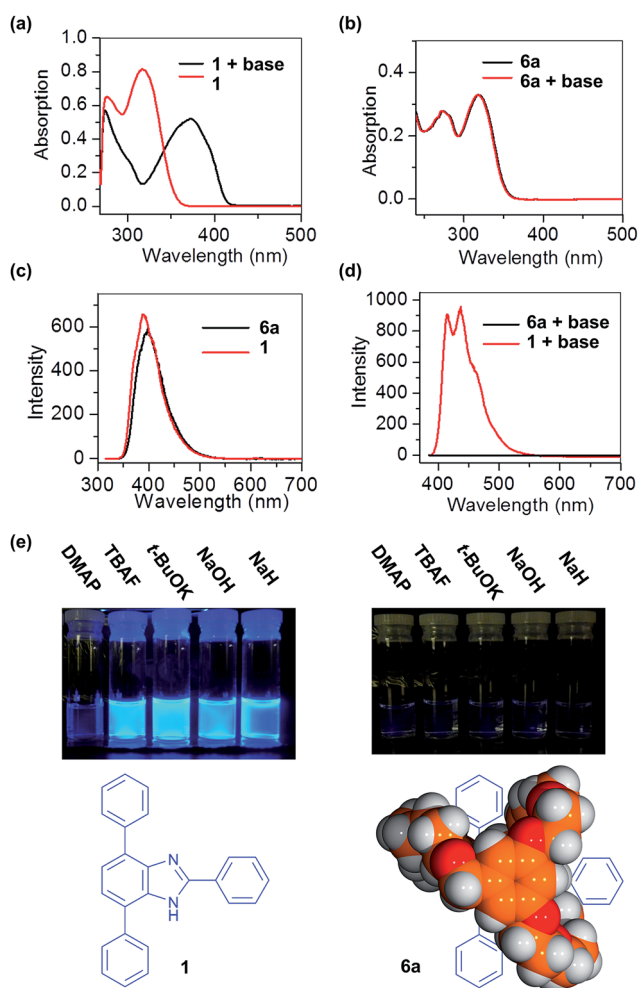 (a)
1 + base
1
Absorption
1.0
0.8
0.6
0.4
0.2
0.0
300 400 500
Wavelength (nm)
(b)
6a
6a + base
Absorption
0.4
0.2
0.0
300 400 500
Wavelength (nm)
(c)
6a
1
Intensity
600
400
200
0
300 400 500 600 700
Wavelength (nm)
(d)
6a + base
1 + base
Intensity
1000
800
600
400
200
0
400 500 600 700
Wavelength (nm)
(e)
DMAP TBAF t-BuOK NaOH NaH
DMAP TBAF t-BuOK NaOH NaH
N
NH
1
6a